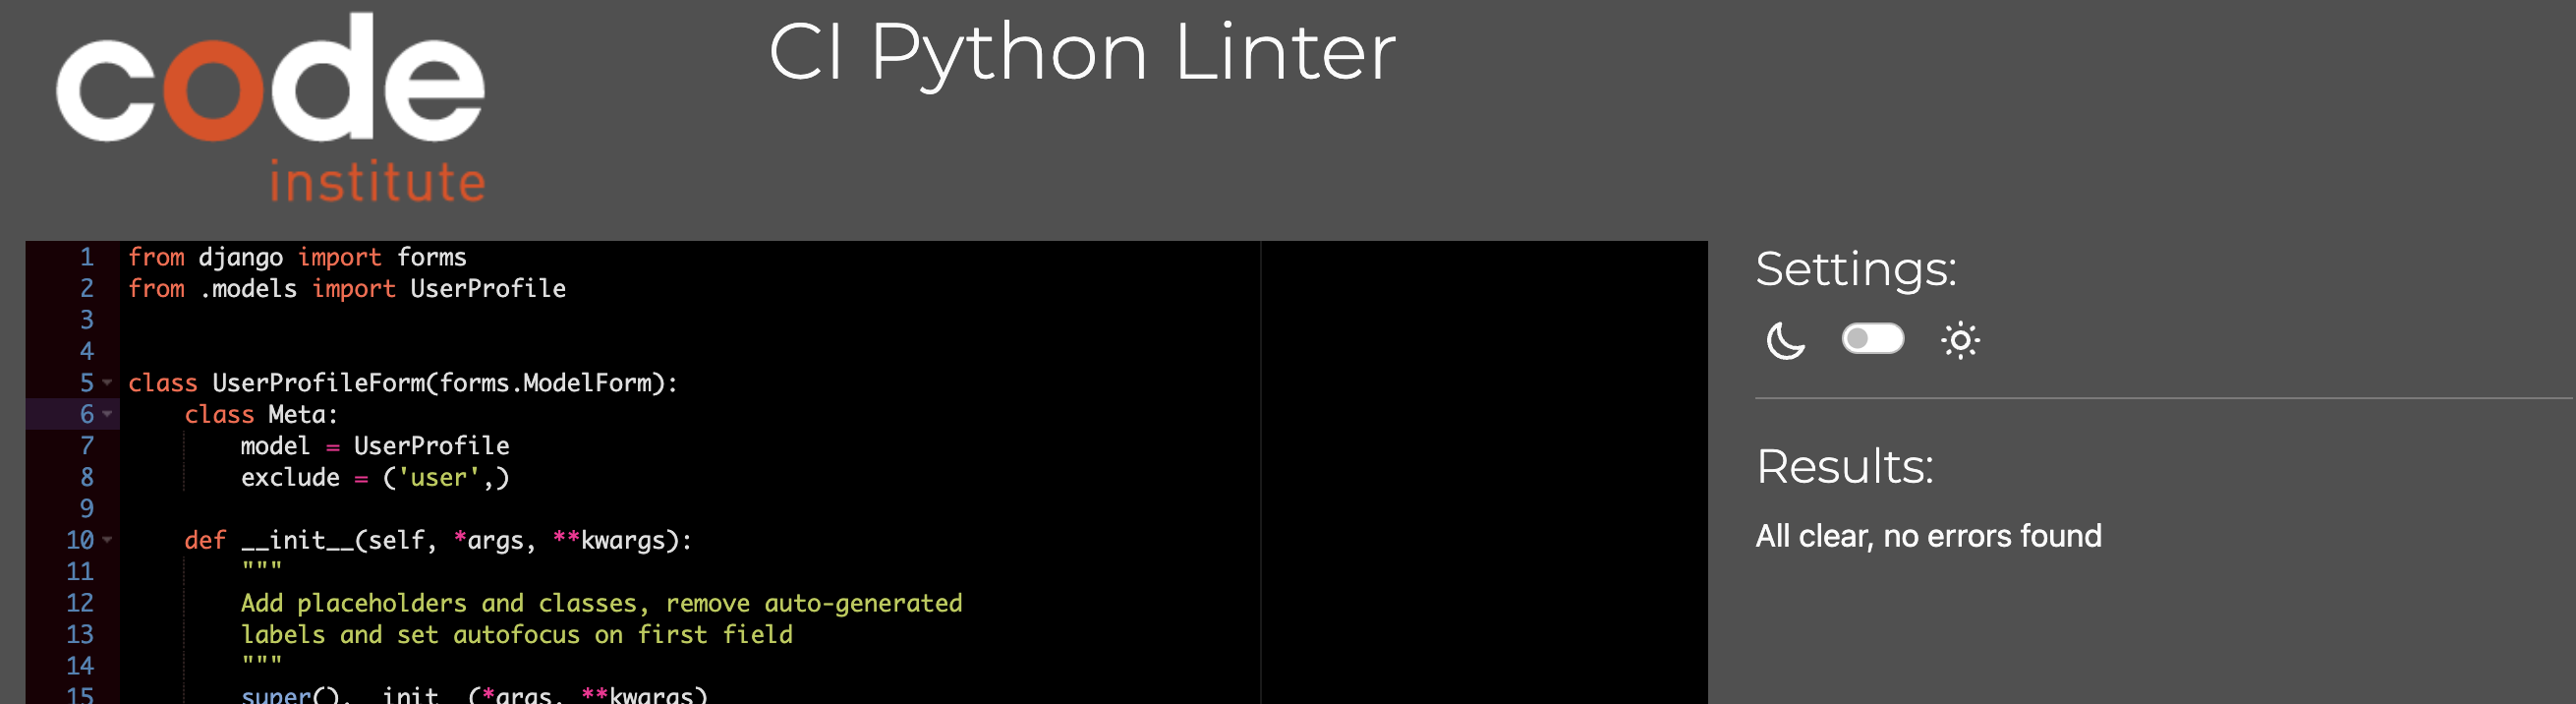 code
institute
CI Python Linter
1 from django import forms
2 from .models import UserProfile
3
4
5 class UserProfileForm(forms.ModelForm):
6     class Meta:
7         model = UserProfile
8         exclude = ('user',)
9
10     def __init__(self, *args, **kwargs):
11         """
12         Add placeholders and classes, remove auto-generated
13         labels and set autofocus on first field
14         """
15         super().__init__(*args, **kwargs)
Settings:
Results:
All clear, no errors found